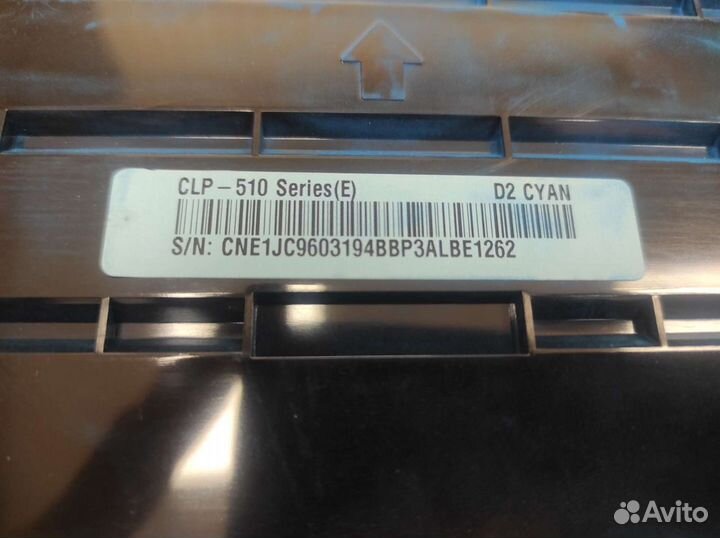 CLP-510 Series(E) D2 CYAN
S/N: CNE1JC9603194BBP3ALBE1262
Avito